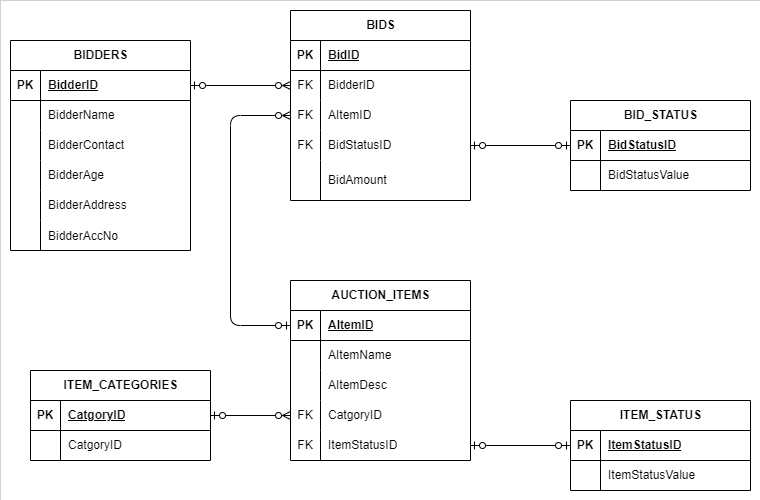 BIDS
PK BidID
FK BidderID
FK AItemID
FK BidStatusID
BidAmount
BIDDERS
PK BidderID
BidderName
BidderContact
BidderAge
BidderAddress
BidderAccNo
BID_STATUS
PK BidStatusID
BidStatusValue
AUCTION_ITEMS
PK AItemID
AItemName
AItemDesc
FK CatgoryID
FK ItemStatusID
ITEM_CATEGORIES
PK CatgoryID
CatgoryID
ITEM_STATUS
PK ItemStatusID
ItemStatusValue